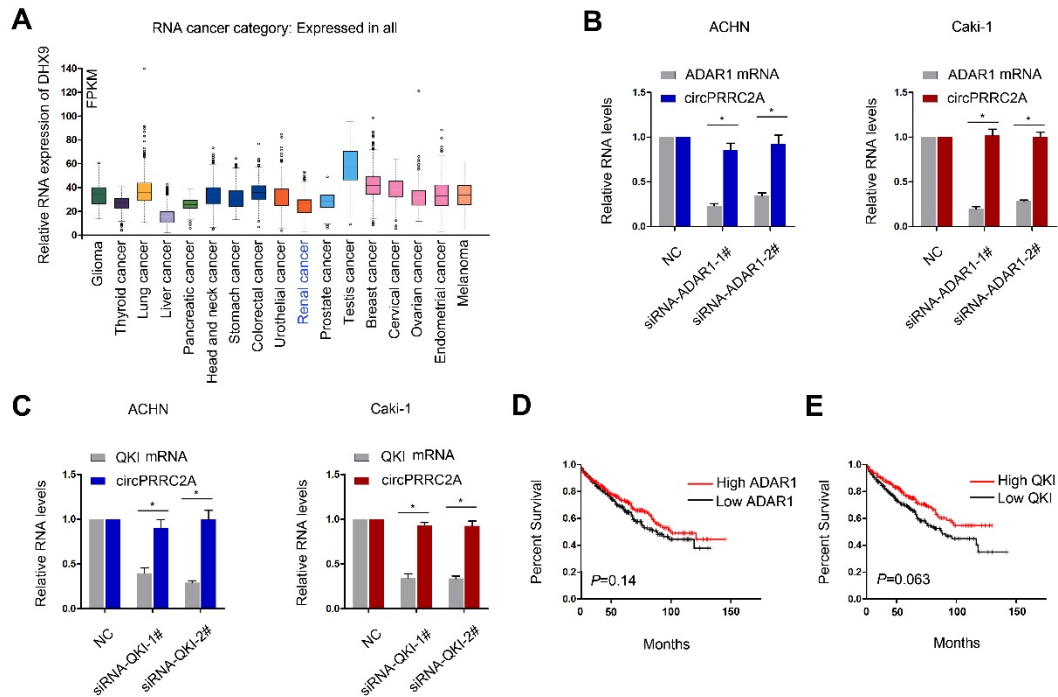 A
RNA cancer category: Expressed in all
Relative RNA expression of DHX9
FPKM
140
120
100
80
60
40
20
0
Glioma
Thyroid cancer
Lung cancer
Liver cancer
Pancreatic cancer
Head and neck cancer
Stomach cancer
Colorectal cancer
Urothelial cancer
Renal cancer
Prostate cancer
Testis cancer
Breast cancer
Cervical cancer
Ovarian cancer
Endometrial cancer
Melanoma
B
ACHN
ADAR1 mRNA
circPRRC2A
Relative RNA levels
1.5
1.0
0.5
0.0
*
*
NC
siRNA-ADAR1-1#
siRNA-ADAR1-2#
Caki-1
ADAR1 mRNA
circPRRC2A
Relative RNA levels
1.5
1.0
0.5
0.0
*
*
NC
siRNA-ADAR1-1#
siRNA-ADAR1-2#
C
ACHN
QKI mRNA
circPRRC2A
Relative RNA levels
1.5
1.0
0.5
0.0
*
*
NC
siRNA-QKI-1#
siRNA-QKI-2#
Caki-1
QKI mRNA
circPRRC2A
Relative RNA levels
1.5
1.0
0.5
0.0
*
*
NC
siRNA-QKI-1#
siRNA-QKI-2#
D
Percent Survival
1.0
0.8
0.6
0.4
0.2
0.0
High ADAR1
Low ADAR1
P=0.14
50
100
150
200
Months
E
Percent Survival
1.0
0.8
0.6
0.4
0.2
0.0
High QKI
Low QKI
P=0.063
50
100
150
200
Months